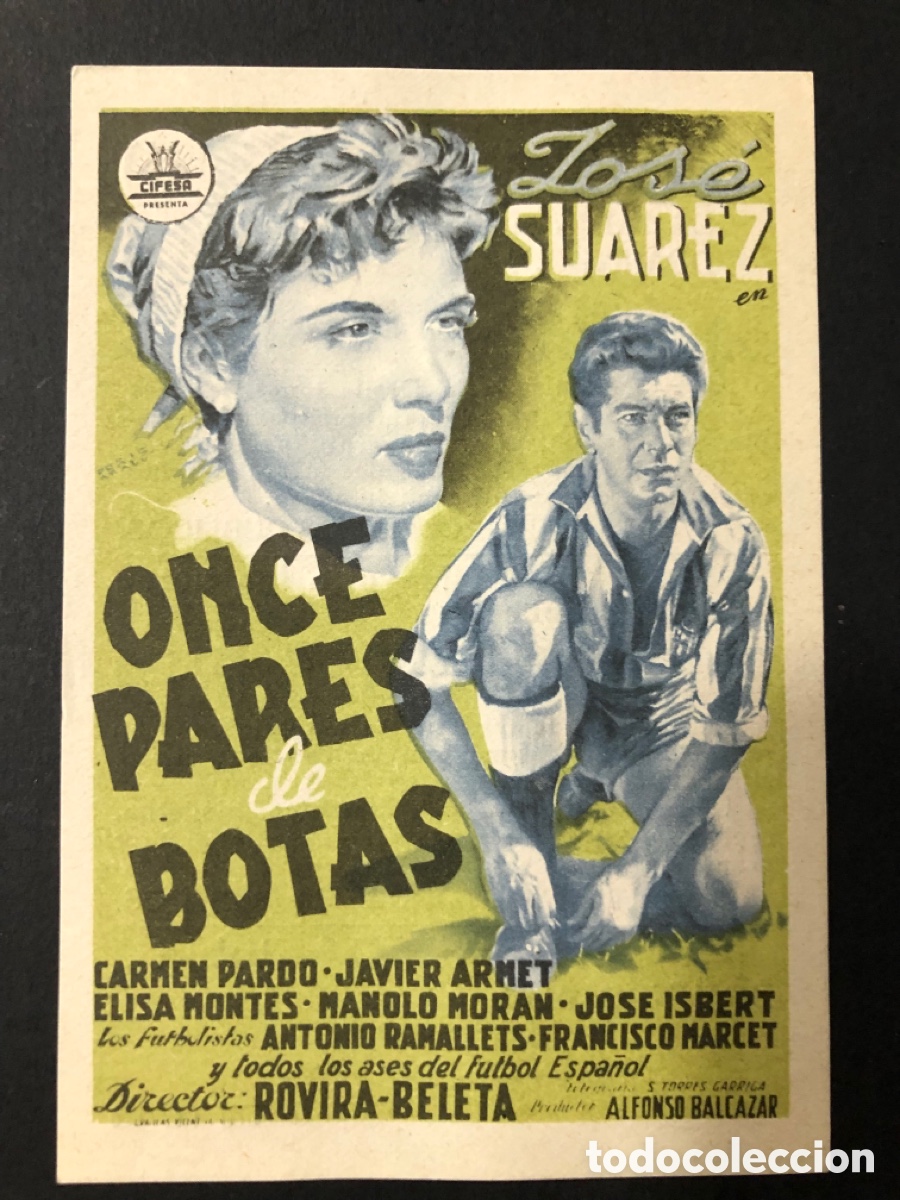 CIFESA
PRESENTA
José
SUAREZ
en
ONCE
PARES
de
BOTAS
CARMEN PARDO · JAVIER ARMET
ELISA MONTES · MANOLO MORAN · JOSE ISBERT
Los futbolistas ANTONIO RAMALLETS · FRANCISCO MARCET
y todos los ases del futbol Español
S. TORRES GARRIGA
Director: ROVIRA-BELETA Productor ALFONSO BALCAZAR
todocoleccion
todocoleccion.net